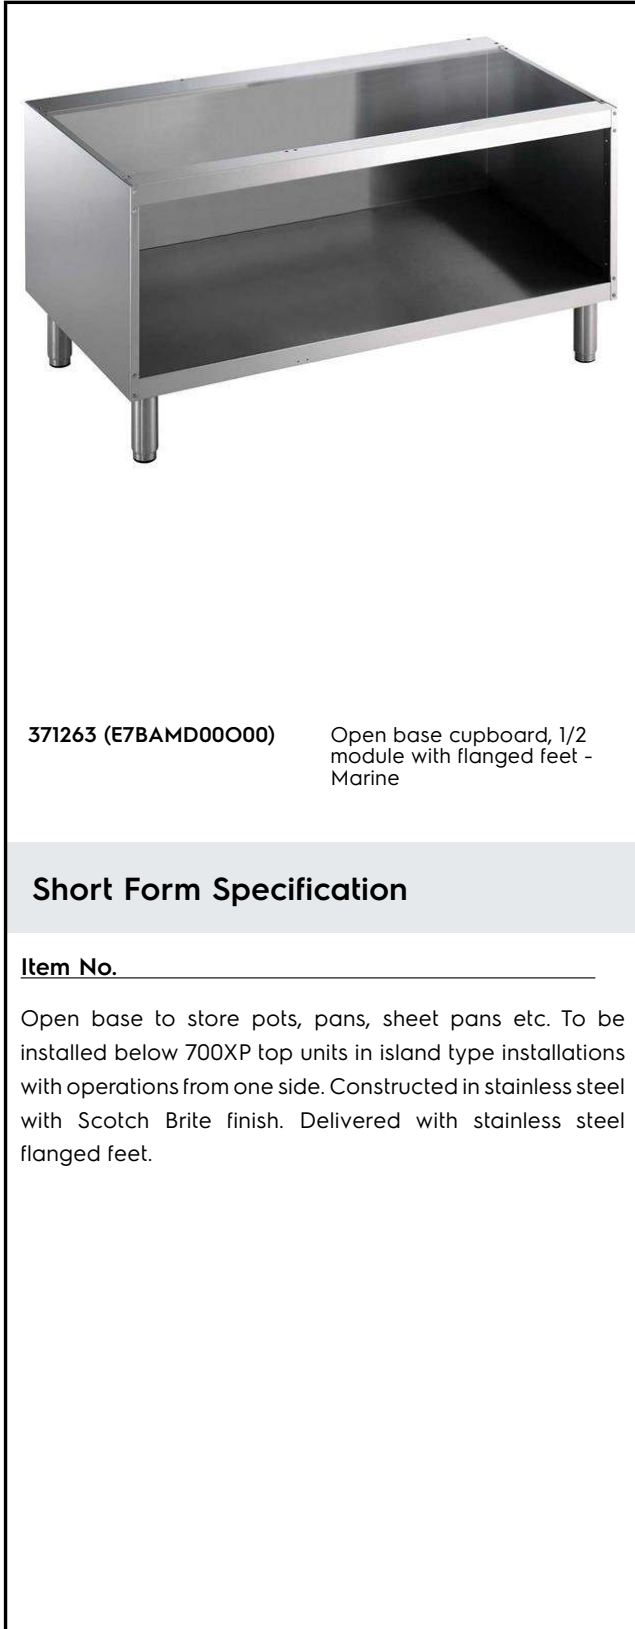 371263 (E7BAMD00O00)
Open base cupboard, 1/2
module with flanged feet -
Marine
Short Form Specification
Item No.
Open base to store pots, pans, sheet pans etc. To be
installed below 700XP top units in island type installations
with operations from one side. Constructed in stainless steel
with Scotch Brite finish. Delivered with stainless steel
flanged feet.